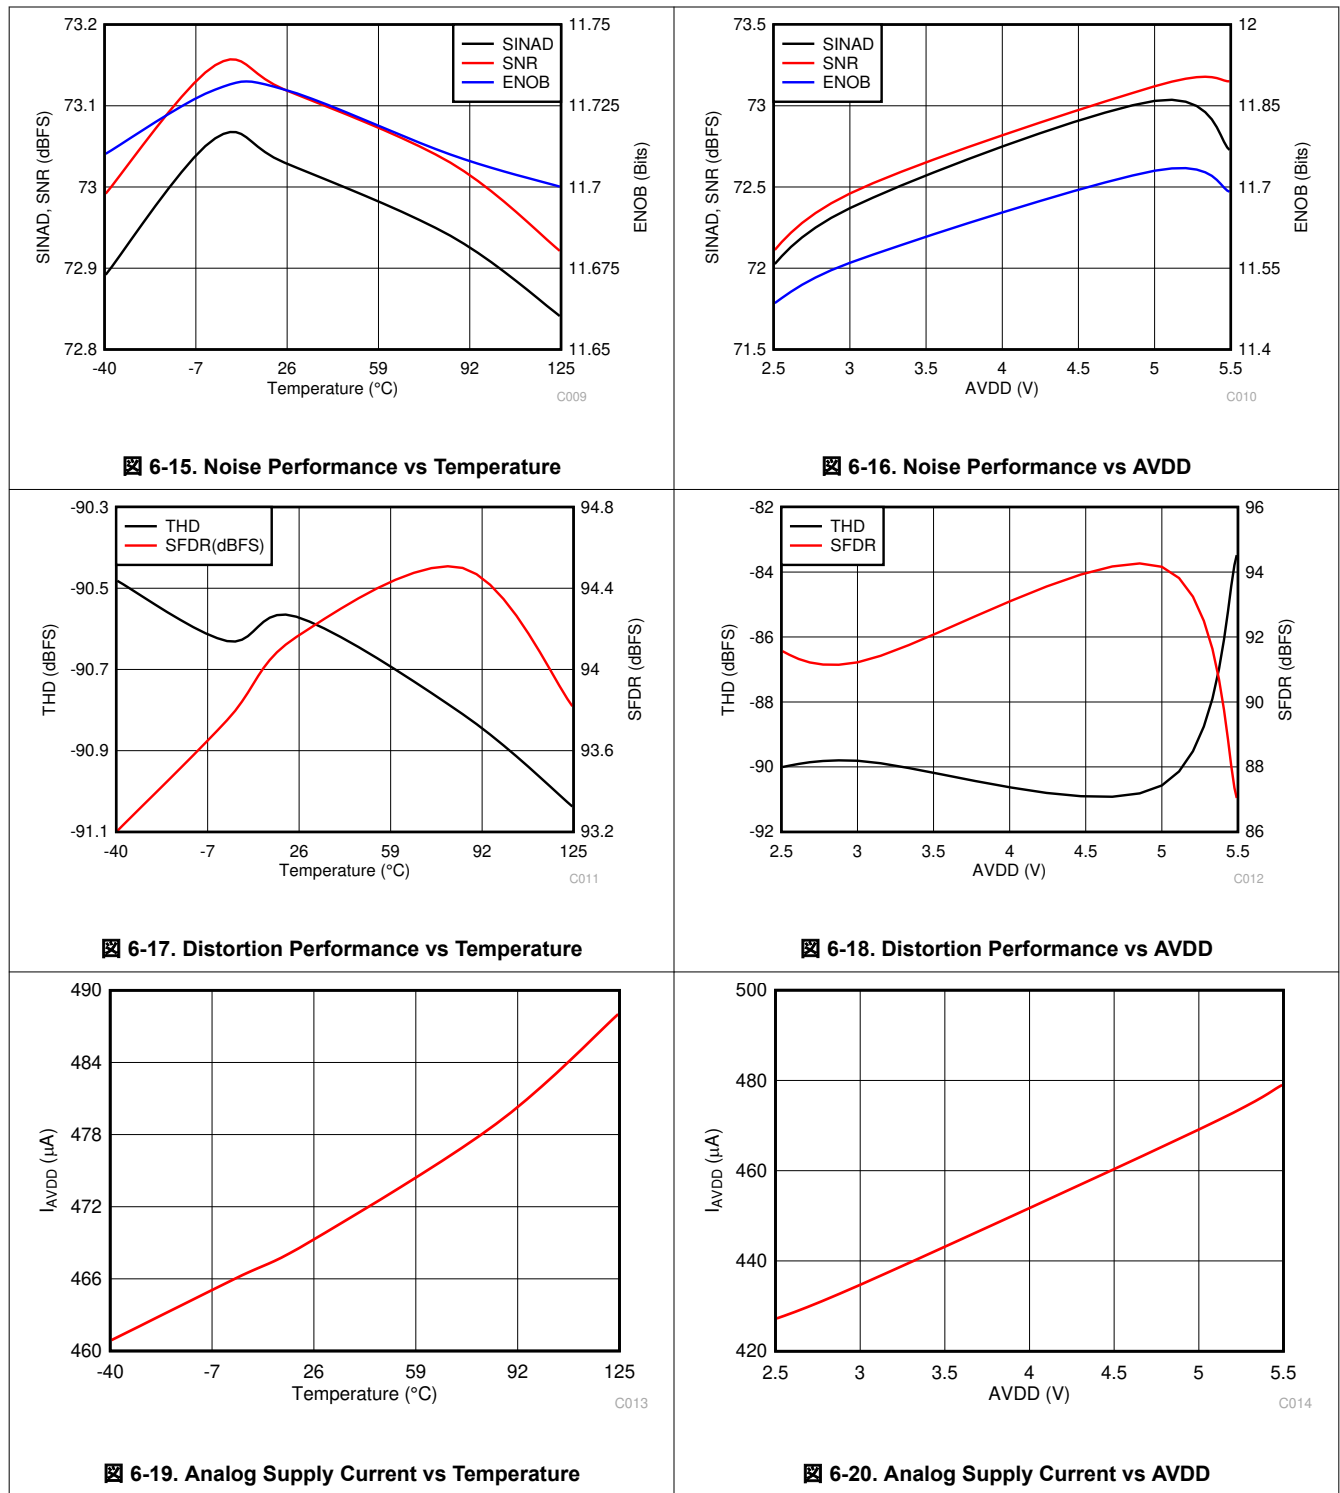 73.2
73.1
73
72.9
72.8
11.75
11.725
11.7
11.675
11.65
SINAD
SNR
ENOB
SINAD, SNR (dBFS)
ENOB (Bits)
-40 -7 26 59 92 125
Temperature (°C)
C009
図 6-15. Noise Performance vs Temperature
73.5
73
72.5
72
71.5
12
11.85
11.7
11.55
11.4
SINAD
SNR
ENOB
SINAD, SNR (dBFS)
ENOB (Bits)
2.5 3 3.5 4 4.5 5 5.5
AVDD (V)
C010
図 6-16. Noise Performance vs AVDD
-90.3
-90.5
-90.7
-90.9
-91.1
94.8
94.4
94
93.6
93.2
THD
SFDR(dBFS)
THD (dBFS)
SFDR (dBFS)
-40 -7 26 59 92 125
Temperature (°C)
C011
図 6-17. Distortion Performance vs Temperature
-82
-84
-86
-88
-90
-92
96
94
92
90
88
86
THD
SFDR
THD (dBFS)
SFDR (dBFS)
2.5 3 3.5 4 4.5 5 5.5
AVDD (V)
C012
図 6-18. Distortion Performance vs AVDD
490
484
478
472
466
460
IAVDD (μA)
-40 -7 26 59 92 125
Temperature (°C)
C013
図 6-19. Analog Supply Current vs Temperature
500
480
460
440
420
IAVDD (μA)
2.5 3 3.5 4 4.5 5 5.5
AVDD (V)
C014
図 6-20. Analog Supply Current vs AVDD